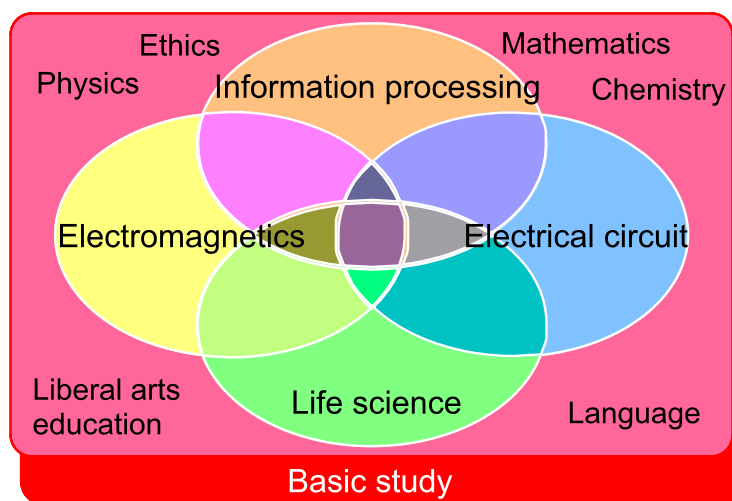 Ethics
Mathematics
Physics
Information processing
Chemistry
Electromagnetics
Electrical circuit
Liberal arts
education
Life science
Language
Basic study